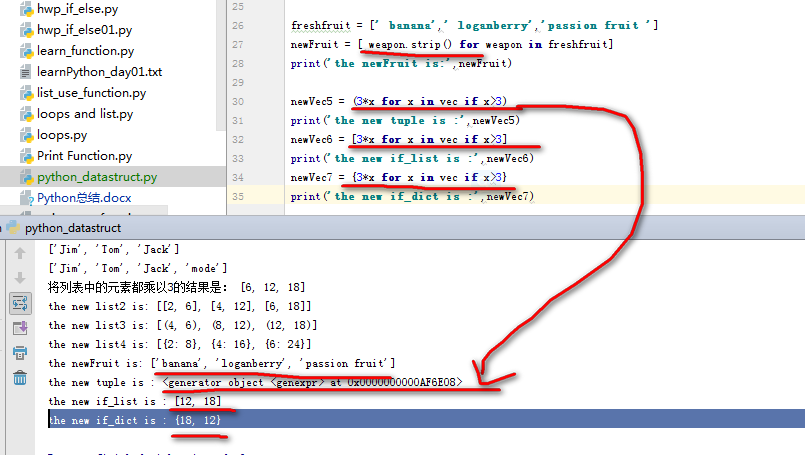 hwp_if_else.py
hwp_if_else01.py
learn_function.py
learnPython_day01.txt
list_use_function.py
loops and list.py
loops.py
Print Function.py
python_datastruct.py
Python总结.docx
25
26 freshfruit = [' banana',' loganberry','passion fruit ']
27 newFruit = [ weapon.strip() for weapon in freshfruit]
28 print('the newFruit is:',newFruit)
29
30 newVec5 = (3*x for x in vec if x>3)
31 print('the new tuple is :',newVec5)
32 newVec6 = [3*x for x in vec if x>3]
33 print('the new if_list is :',newVec6)
34 newVec7 = {3*x for x in vec if x>3}
35 print('the new if_dict is :',newVec7)
python_datastruct
['Jim', 'Tom', 'Jack']
['Jim', 'Tom', 'Jack', 'mode']
将列表中的元素都乘以3的结果是: [6, 12, 18]
the new list2 is: [[2, 6], [4, 12], [6, 18]]
the new list3 is: [(4, 6), (8, 12), (12, 18)]
the new list4 is: [{2: 8}, {4: 16}, {6: 24}]
the newFruit is: ['banana', 'loganberry', 'passion fruit']
the new tuple is : <generator object <genexpr> at 0x0000000000AF6E08>
the new if_list is : [12, 18]
the new if_dict is : {18, 12}